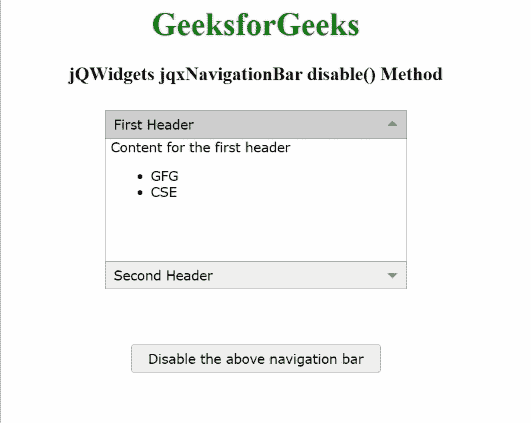 GeeksforGeeks
jQWidgets jqxNavigationBar disable() Method
First Header
Content for the first header
GFG
CSE
Second Header
Disable the above navigation bar